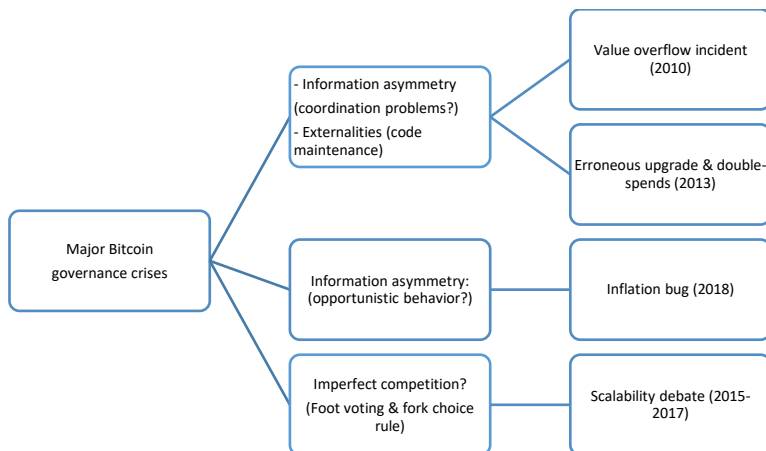 Major Bitcoin
governance crises
- Information asymmetry
(coordination problems?)
- Externalities (code
maintenance)
Value overflow incident
(2010)
Erroneous upgrade & double-
spends (2013)
Information asymmetry:
(opportunistic behavior?)
Inflation bug (2018)
Imperfect competition?
(Foot voting & fork choice
rule)
Scalability debate (2015-
2017)